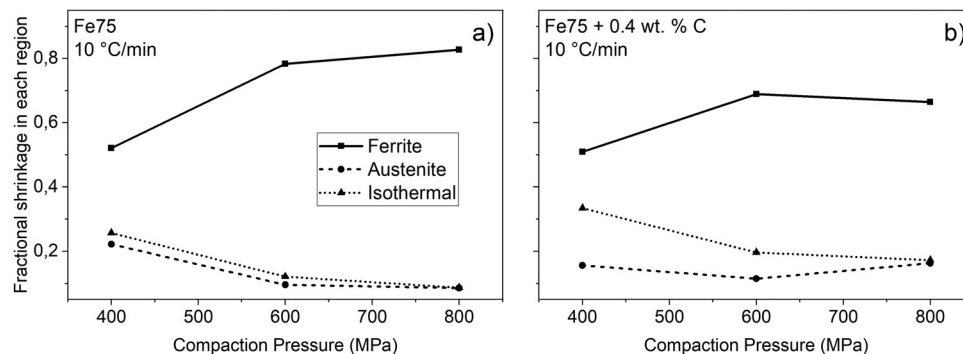 Fe75
10 °C/min
a)
Fe75 + 0.4 wt. % C
10 °C/min
b)
Fractional shrinkage in each region
0,8
0,6
0,4
0,2
Ferrite
Austenite
Isothermal
400 500 600 700 800
400 500 600 700 800
Compaction Pressure (MPa)
Compaction Pressure (MPa)